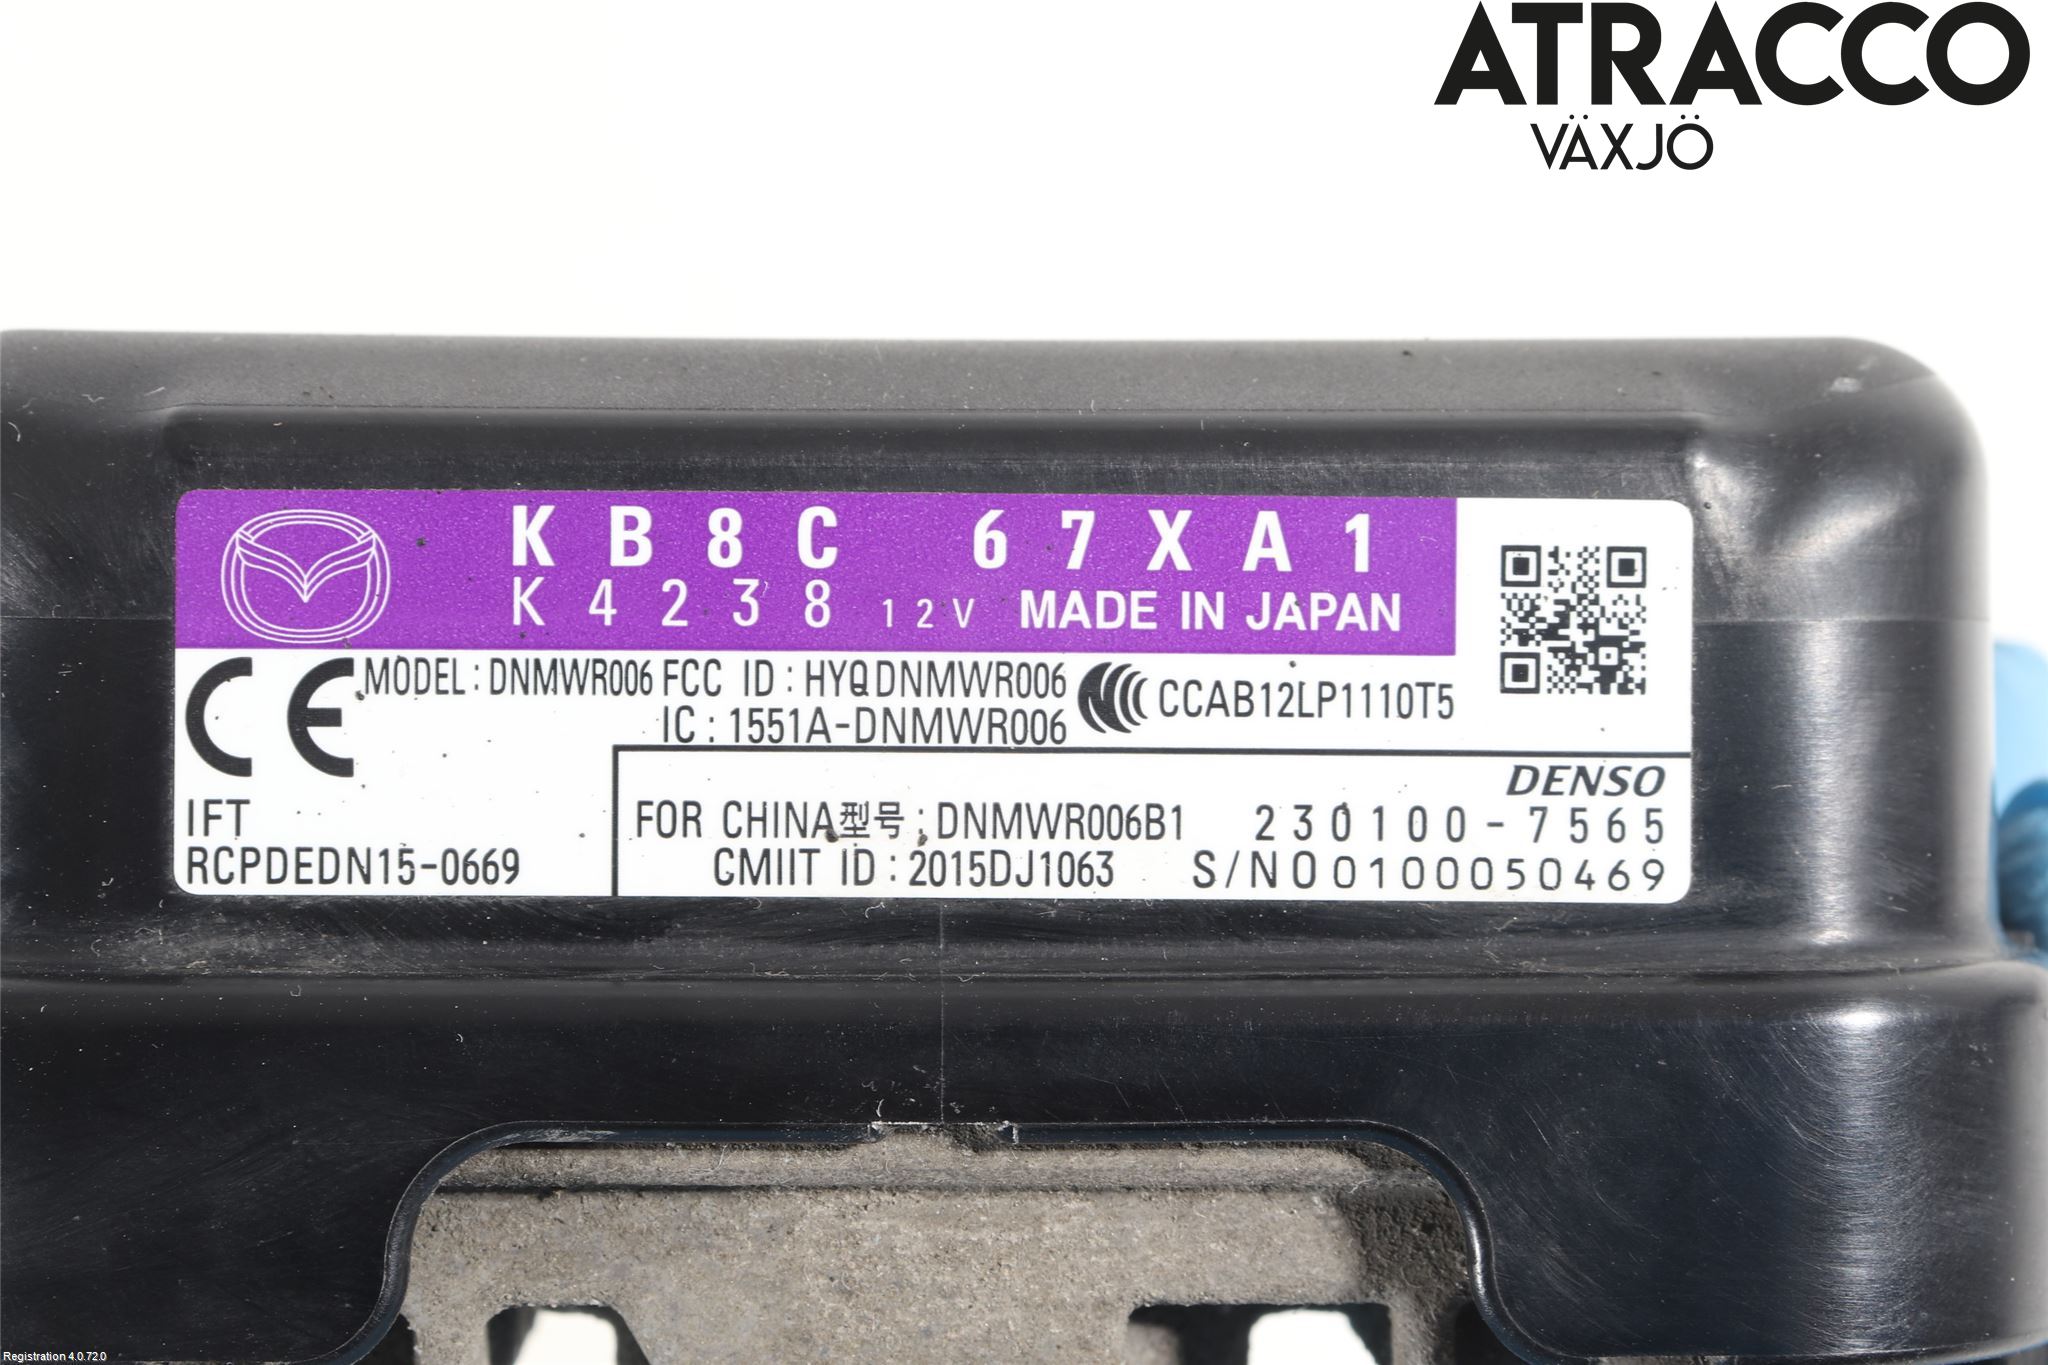 ATRACCO
VÄXJÖ
KB8C 67XA1
K4238 12V MADE IN JAPAN
MODEL : DNMWR006 FCC ID : HYQDNMWR006
IC : 1551A-DNMWR006
CCAB12LP1110T5
IFT
RCPDEDN15-0669
DENSO
FOR CHINA型号 : DNMWR006B1 230100-7565
CMIIT ID : 2015DJ1063 S/NO0100050469
Registration 4.0.72.0